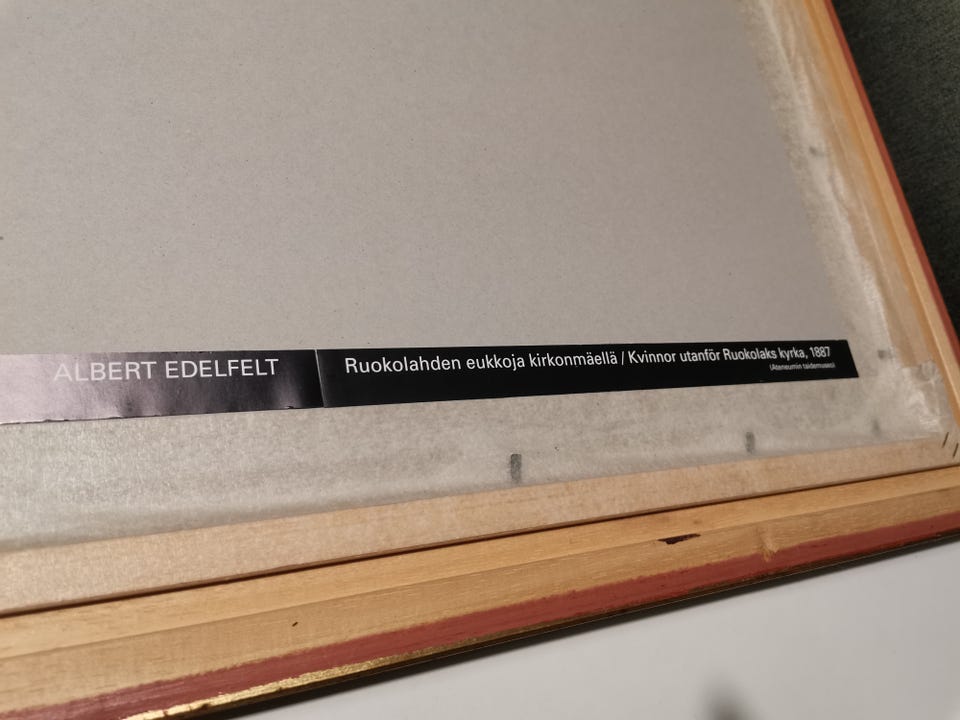 ALBERT EDELFELT
Ruokolahden eukkoja kirkonmäellä / Kvinnor utanför Ruokolaks kyrka, 1887
(Ateneumin taidemuseo)